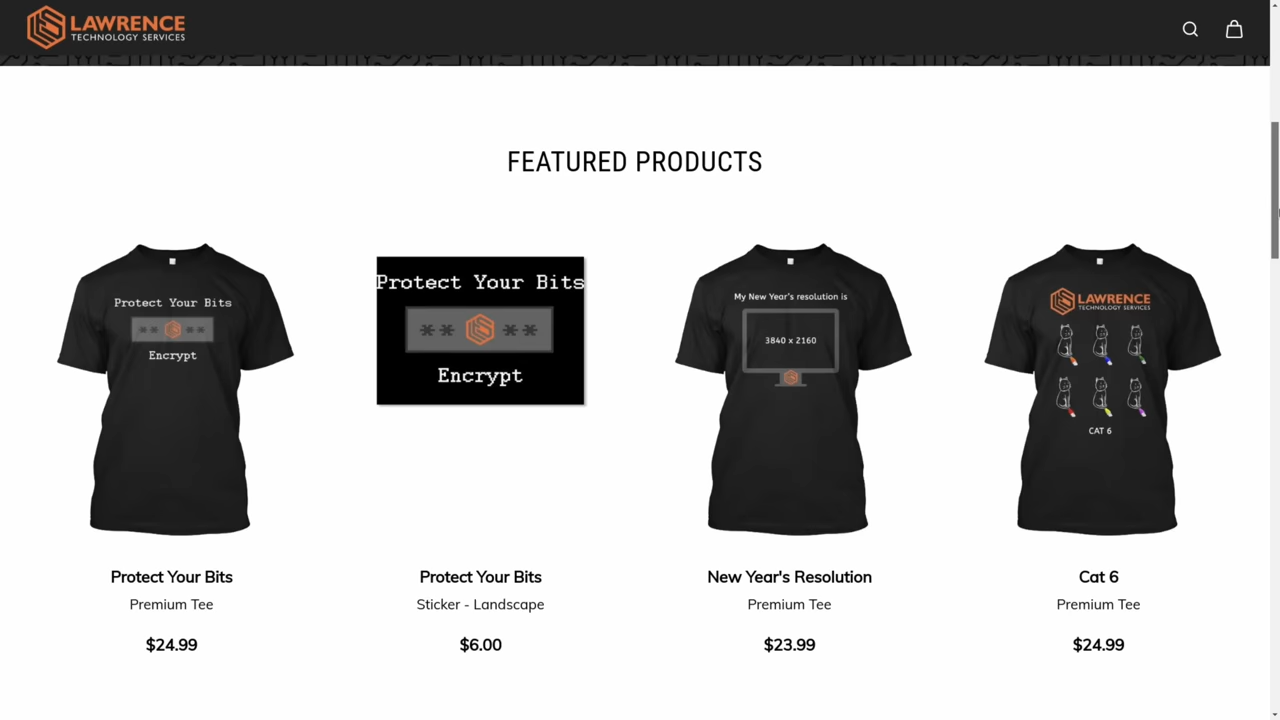 LAWRENCE
TECHNOLOGY SERVICES
FEATURED PRODUCTS
Protect Your Bits
**
**
Encrypt
Protect Your Bits
**
**
Encrypt
My New Year's resolution is
3840 x 2160
LAWRENCE
TECHNOLOGY SERVICES
CAT 6
Protect Your Bits
Premium Tee
$24.99
Protect Your Bits
Sticker - Landscape
$6.00
New Year's Resolution
Premium Tee
$23.99
Cat 6
Premium Tee
$24.99